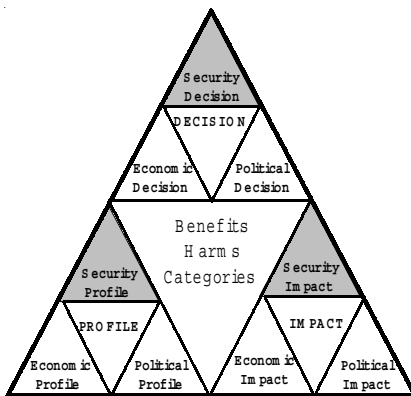 Security
Decision
DECISION
Economic
Decision
Political
Decision
Benefits
Harms
Categories
Security
Profile
PROFILE
Economic
Profile
Political
Profile
Security
Impact
IMPACT
Economic
Impact
Political
Impact